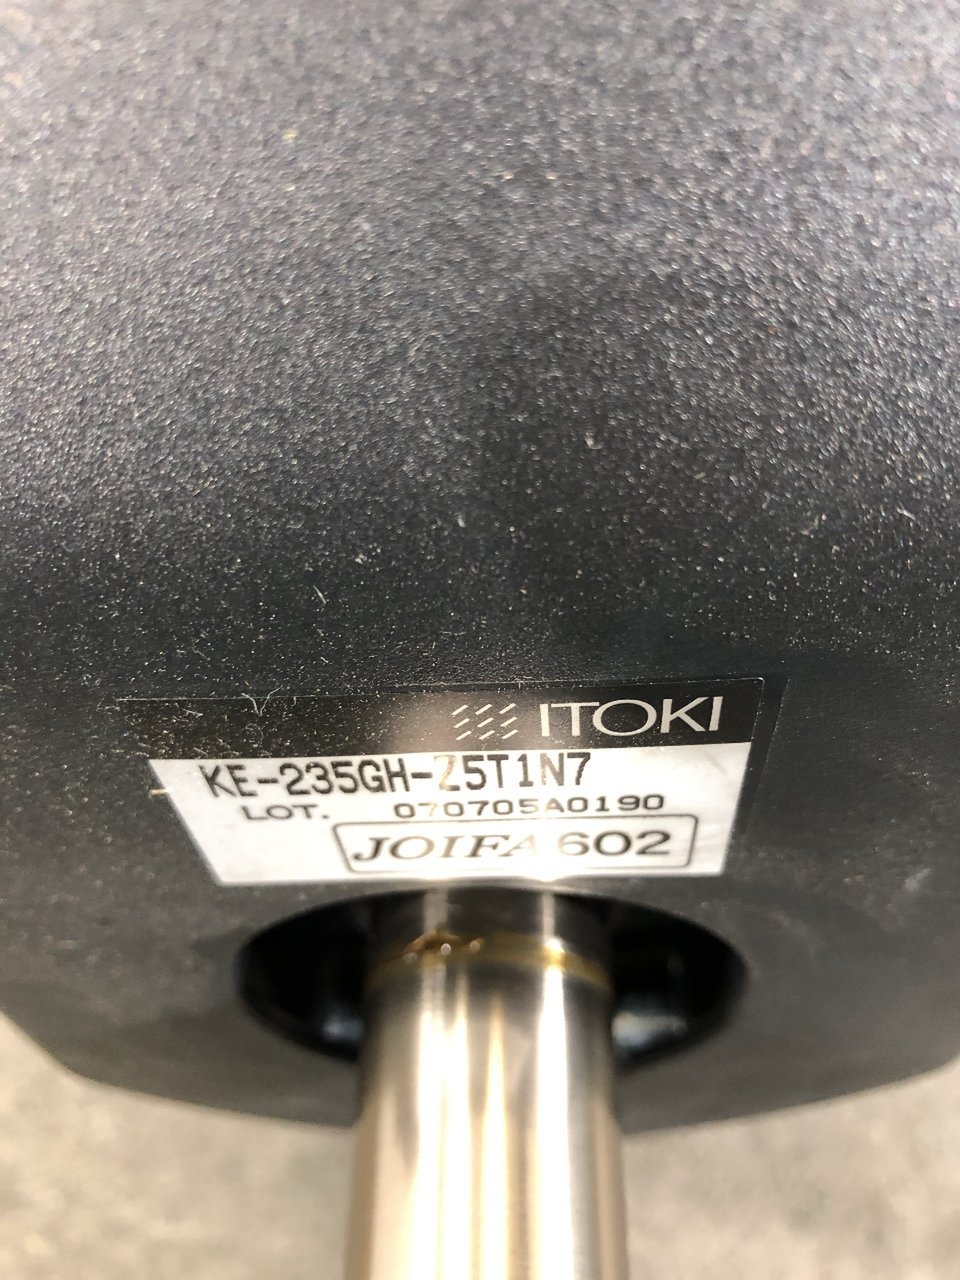 ITOKI
KE-235GH-Z5T1N7
LOT. 070705A0190
JOIFA 602